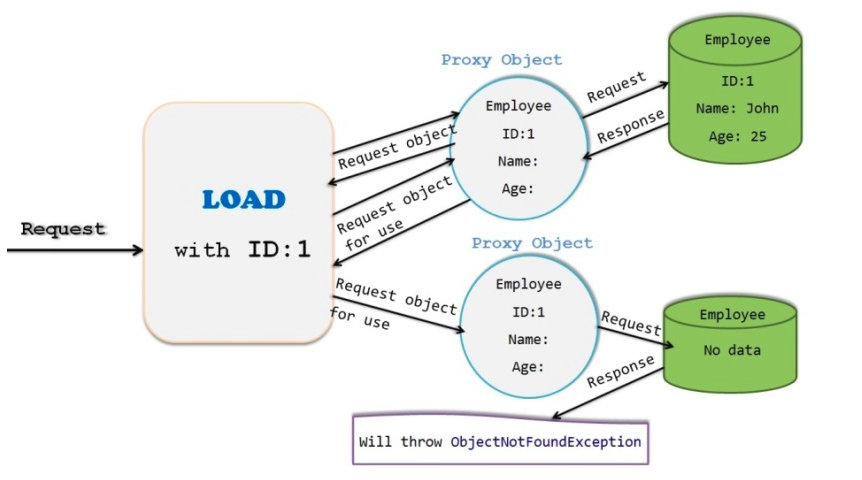 Request
LOAD
with ID:1
Request object
Request object
for use
Request object
for use
Proxy Object
Employee
ID:1
Name:
Age:
Request
Response
Employee
ID:1
Name: John
Age: 25
Proxy Object
Employee
ID:1
Name:
Age:
Request
Response
Employee
No data
Will throw ObjectNotFoundException